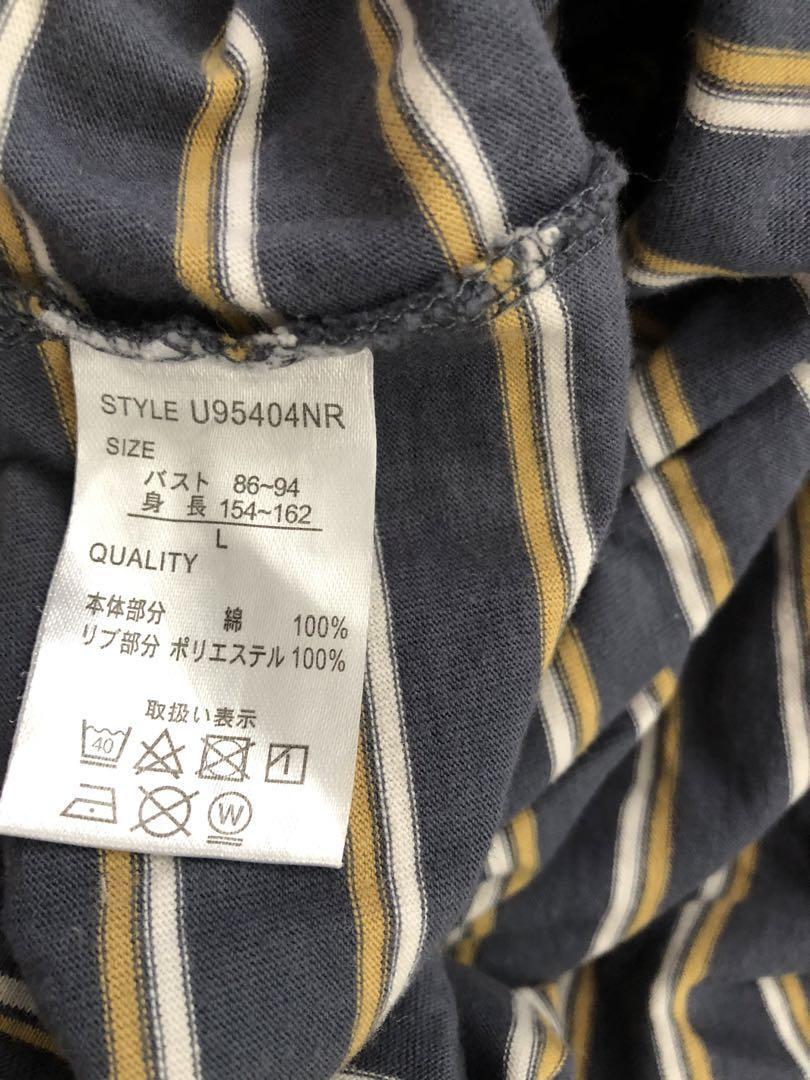 STYLE U95404NR
SIZE
バスト 86~94
身 長 154~162
L
QUALITY
本体部分 綿 100%
リブ部分 ポリエステル 100%
取扱い表示
40
W